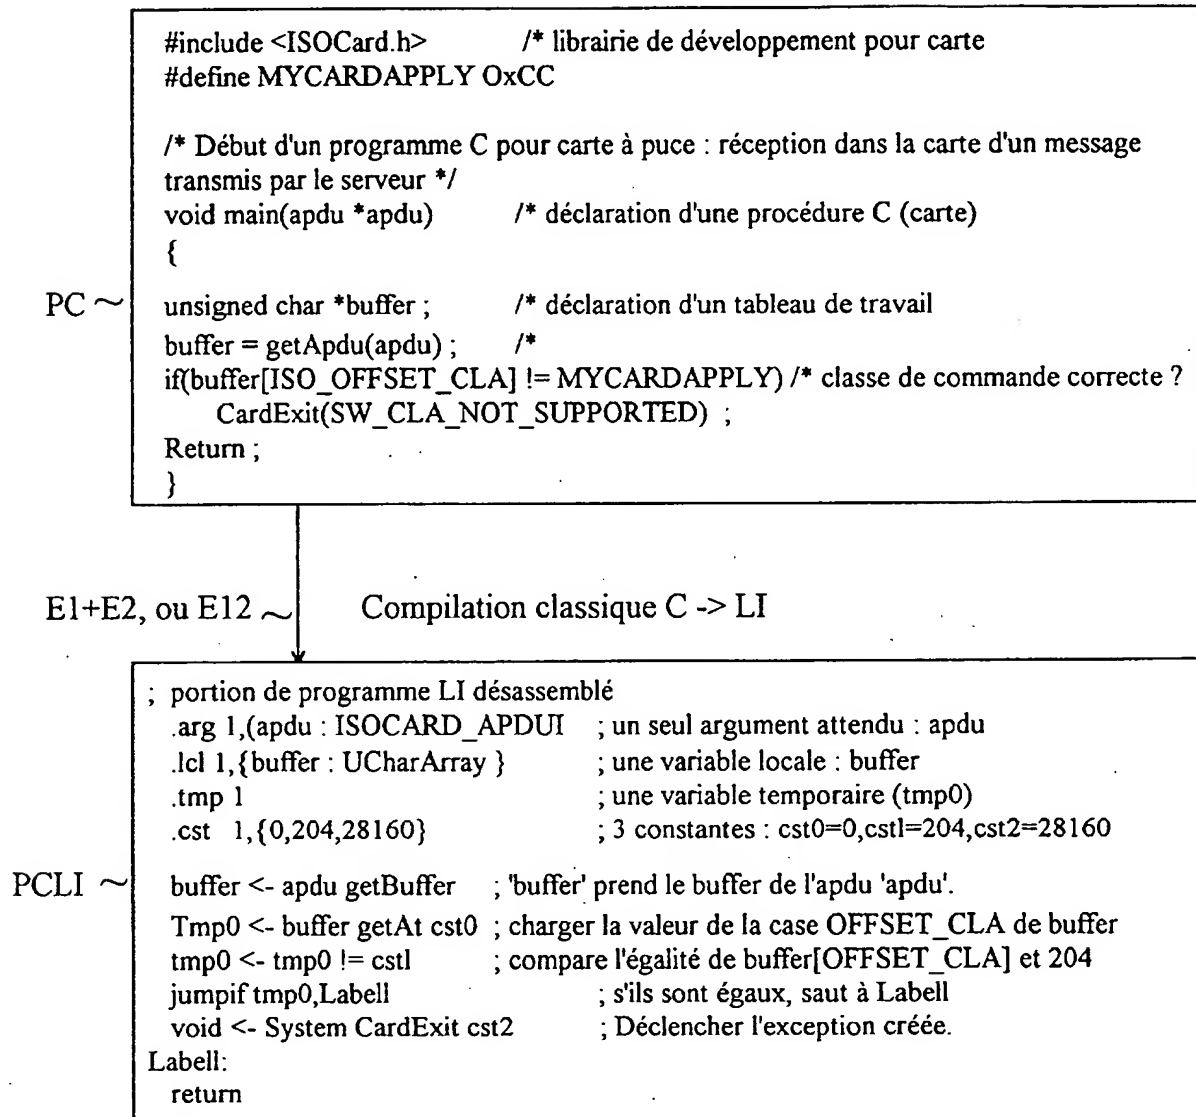 #include <ISOCard.h> /* librairie de développement pour carte
#define MYCARDAPPLY OxCC
/* Début d'un programme C pour carte à puce : réception dans la carte d'un message
transmis par le serveur */
void main(apdu *apdu) /* déclaration d'une procédure C (carte)
{
PC ~
unsigned char *buffer ; /* déclaration d'un tableau de travail
buffer = getApdu(apdu) ; /*
if(buffer[ISO_OFFSET_CLA] != MYCARDAPPLY) /* classe de commande correcte ?
CardExit(SW_CLA_NOT_SUPPORTED) ;
Return ;
}
E1+E2, ou E12 ~ Compilation classique C -> LI
; portion de programme LI désassemblé
.arg 1,(apdu : ISOCARD_APDUI ; un seul argument attendu : apdu
.lcl 1,{buffer : UCharArray } ; une variable locale : buffer
.tmp 1 ; une variable temporaire (tmp0)
.cst 1,{0,204,28160} ; 3 constantes : cst0=0,cstl=204,cst2=28160
PCLI ~
buffer <- apdu getBuffer ; 'buffer' prend le buffer de l'apdu 'apdu'.
Tmp0 <- buffer getAt cst0 ; charger la valeur de la case OFFSET_CLA de buffer
tmp0 <- tmp0 != cstl ; compare l'égalité de buffer[OFFSET_CLA] et 204
jumpif tmp0,Labell ; s'ils sont égaux, saut à Labell
void <- System CardExit cst2 ; Déclencher l'exception créée.
Labell:
return